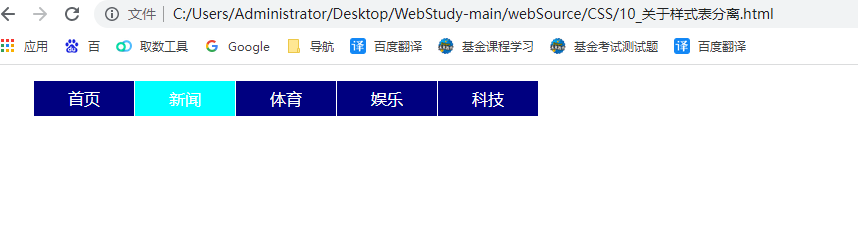 文件 C:/Users/Administrator/Desktop/WebStudy-main/webSource/CSS/10_关于样式表分离.html
应用 百 取数工具 Google 导航 百度翻译 基金课程学习 基金考试测试题 百度翻译
首页 新闻 体育 娱乐 科技